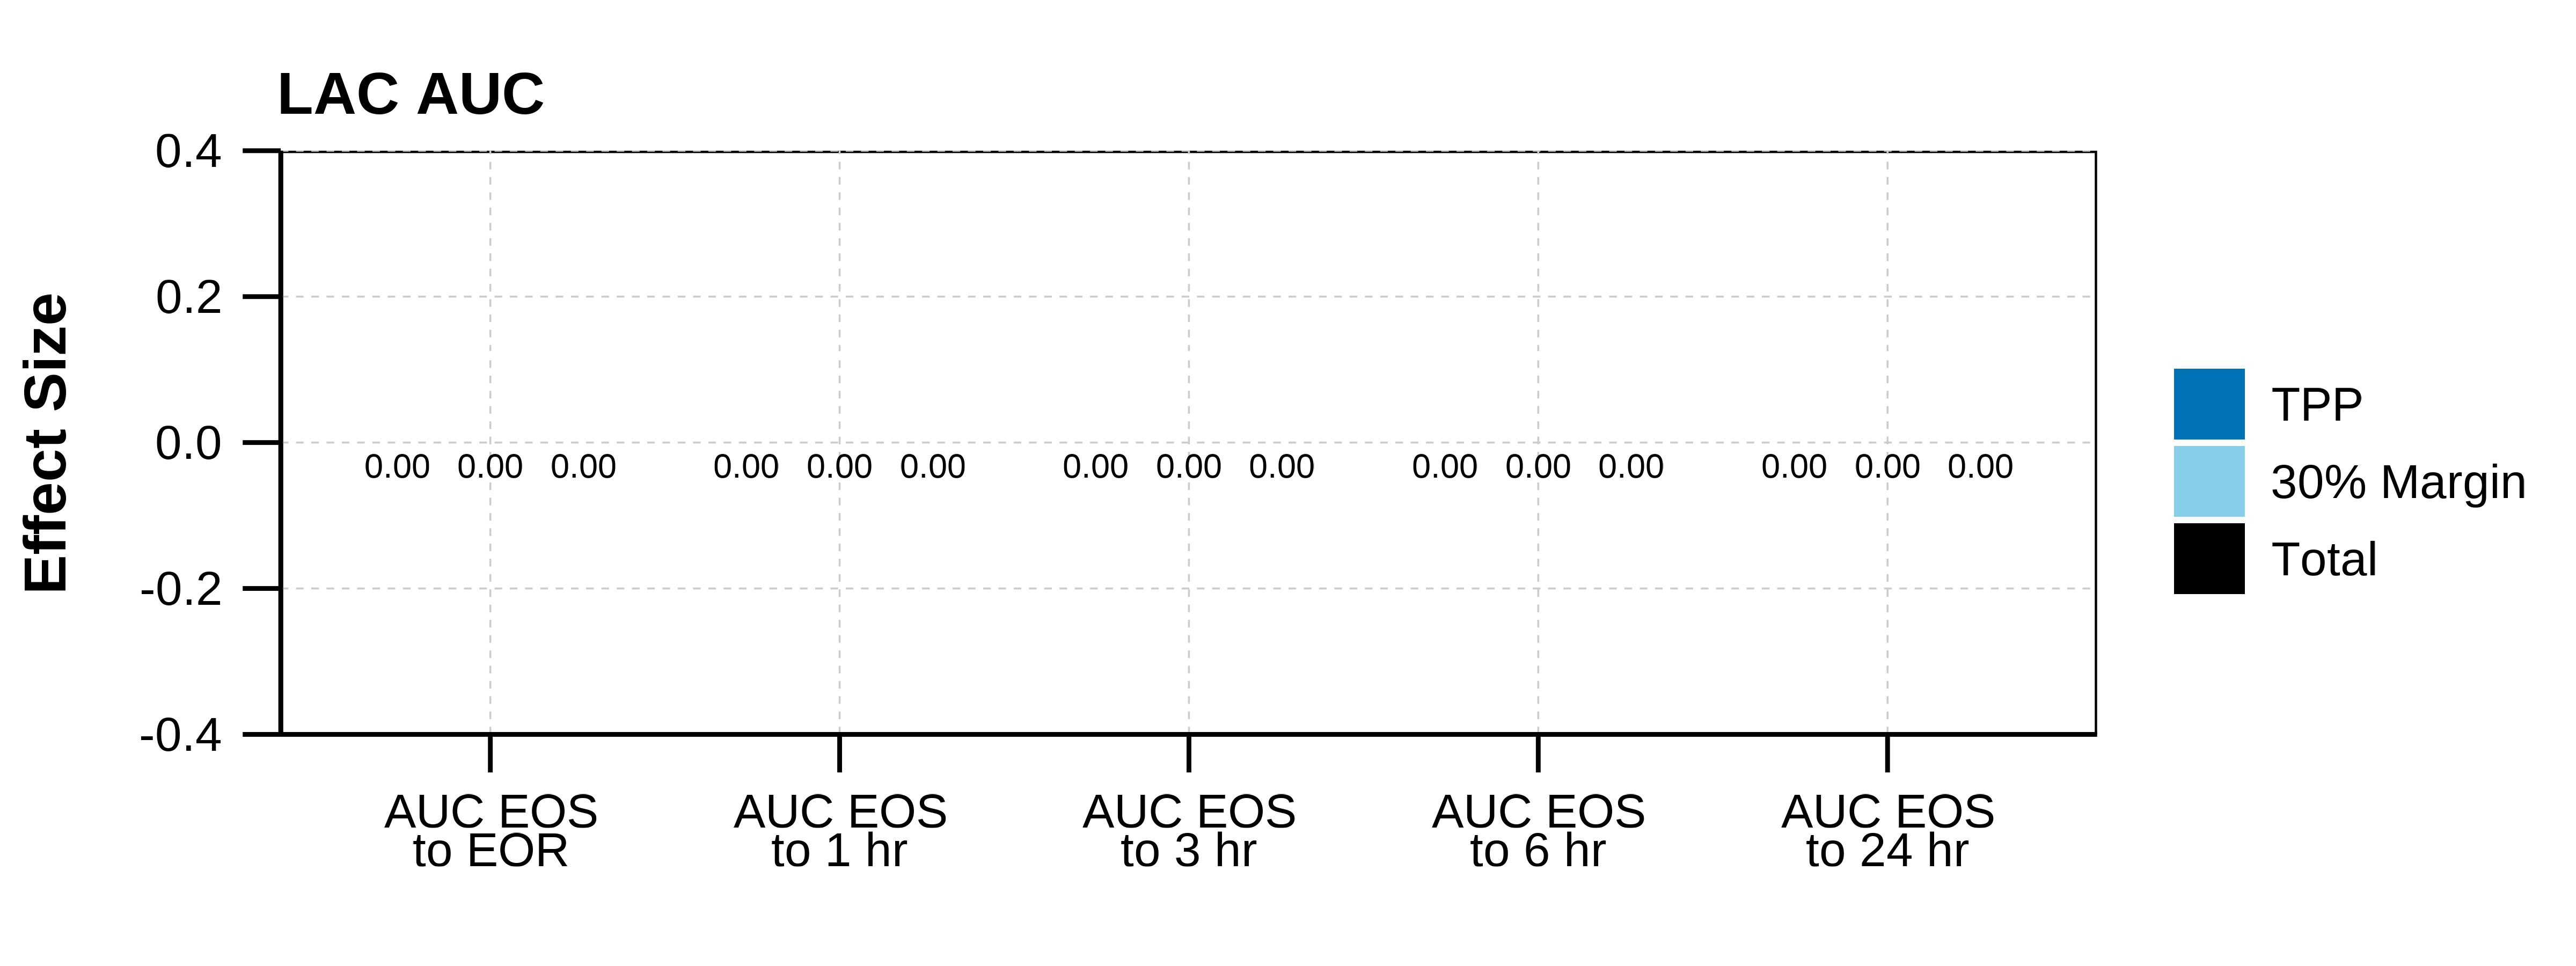 LAC AUC
Effect Size
0.4
0.2
0.0
-0.2
-0.4
0.00 0.00 0.00 0.00 0.00 0.00 0.00 0.00 0.00 0.00 0.00 0.00 0.00 0.00 0.00
AUC EOS
to EOR
AUC EOS
to 1 hr
AUC EOS
to 3 hr
AUC EOS
to 6 hr
AUC EOS
to 24 hr
TPP
30% Margin
Total